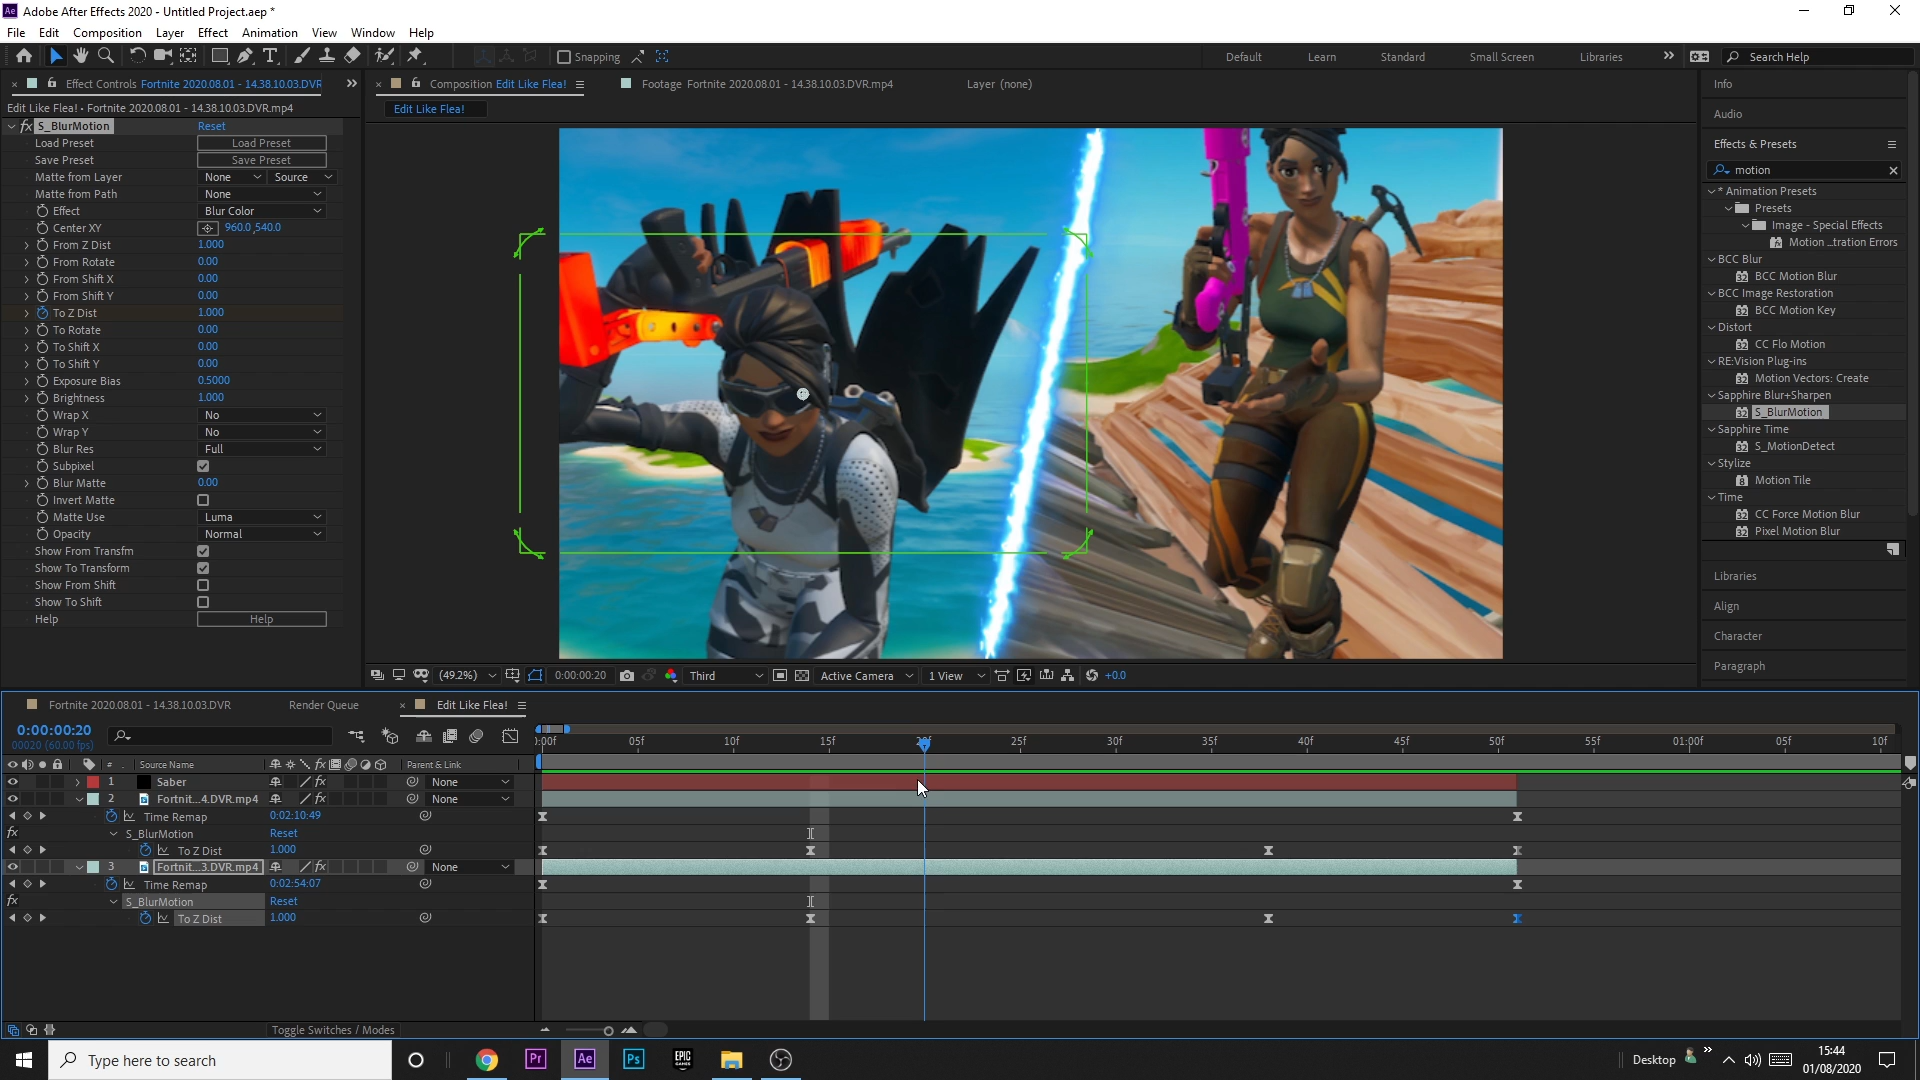 Ae Adobe After Effects 2020 - Untitled Project.aep *
File Edit Composition Layer Effect Animation View Window Help
Snapping Default Learn Standard Small Screen Libraries Search Help
Effect Controls Fortnite 2020.08.01 - 14.38.10.03.DVR
Edit Like Flea! • Fortnite 2020.08.01 - 14.38.10.03.DVR.mp4
fx S_BlurMotion Reset
Load Preset Load Preset
Save Preset Save Preset
Matte from Layer None Source
Matte from Path None
Effect Blur Color
Center XY 960.0,540.0
From Z Dist 1.000
From Rotate 0.00
From Shift X 0.00
From Shift Y 0.00
To Z Dist 1.000
To Rotate 0.00
To Shift X 0.00
To Shift Y 0.00
Exposure Bias 0.5000
Brightness 1.000
Wrap X No
Wrap Y No
Blur Res Full
Subpixel
Blur Matte 0.00
Invert Matte
Matte Use Luma
Opacity Normal
Show From Transfm
Show To Transform
Show From Shift
Show To Shift
Help Help
Composition Edit Like Flea! Footage Fortnite 2020.08.01 - 14.38.10.03.DVR.mp4 Layer (none)
Edit Like Flea!
(49.2%) 0:00:00:20 Third Active Camera 1 View +0.0
Info
Audio
Effects & Presets
motion
* Animation Presets
Presets
Image - Special Effects
Motion ...tration Errors
BCC Blur
BCC Motion Blur
BCC Image Restoration
BCC Motion Key
Distort
CC Flo Motion
RE:Vision Plug-ins
Motion Vectors: Create
Sapphire Blur+Sharpen
S_BlurMotion
Sapphire Time
S_MotionDetect
Stylize
Motion Tile
Time
CC Force Motion Blur
Pixel Motion Blur
Libraries
Align
Character
Paragraph
Fortnite 2020.08.01 - 14.38.10.03.DVR Render Queue Edit Like Flea!
0:00:00:20
00020 (60.00 fps)
:00f 05f 10f 15f 20f 25f 30f 35f 40f 45f 50f 55f 01:00f 05f 10f
# Source Name fx Parent & Link
1 Saber fx None
2 Fortnit...4.DVR.mp4 fx None
Time Remap 0:02:10:49
fx S_BlurMotion Reset
To Z Dist 1.000
3 Fortnit...3.DVR.mp4 fx None
Time Remap 0:02:54:07
fx S_BlurMotion Reset
To Z Dist 1.000
Toggle Switches / Modes
Type here to search Pr Ae Ps EPIC GAMES Desktop 15:44
01/08/2020